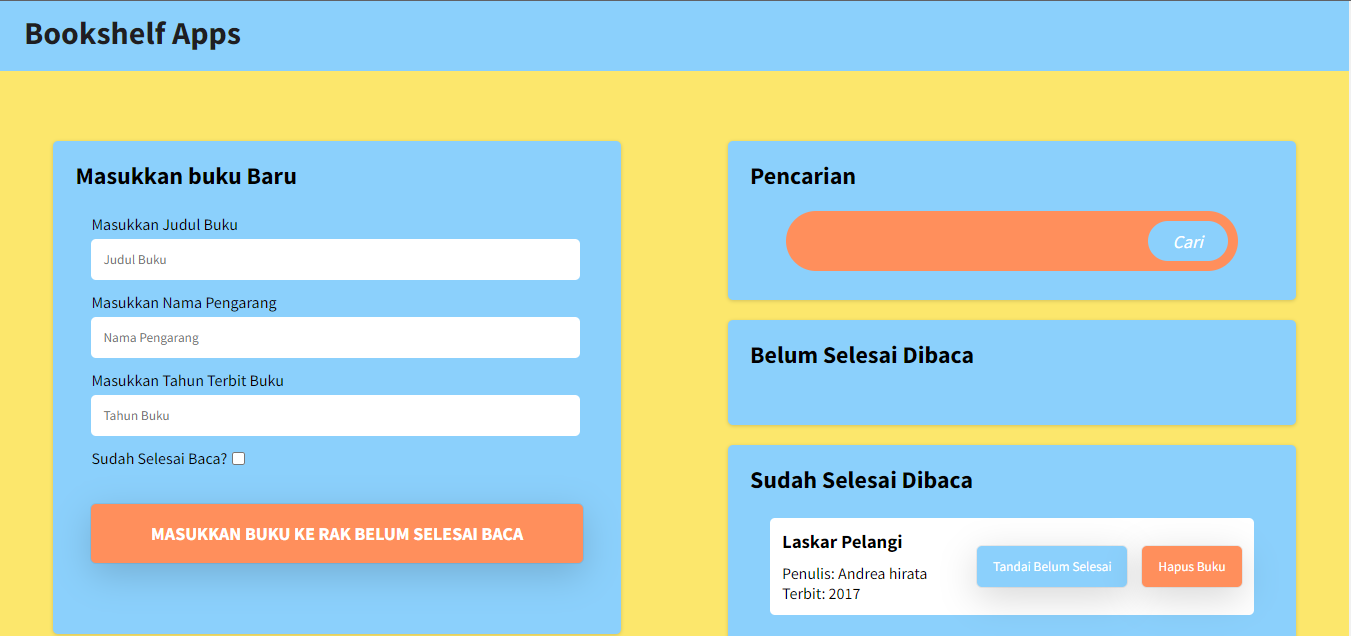 Bookshelf Apps
Masukkan buku Baru
Masukkan Judul Buku
Judul Buku
Masukkan Nama Pengarang
Nama Pengarang
Masukkan Tahun Terbit Buku
Tahun Buku
Sudah Selesai Baca?
MASUKKAN BUKU KE RAK BELUM SELESAI BACA
Pencarian
Cari
Belum Selesai Dibaca
Sudah Selesai Dibaca
Laskar Pelangi
Penulis: Andrea hirata
Terbit: 2017
Tandai Belum Selesai
Hapus Buku